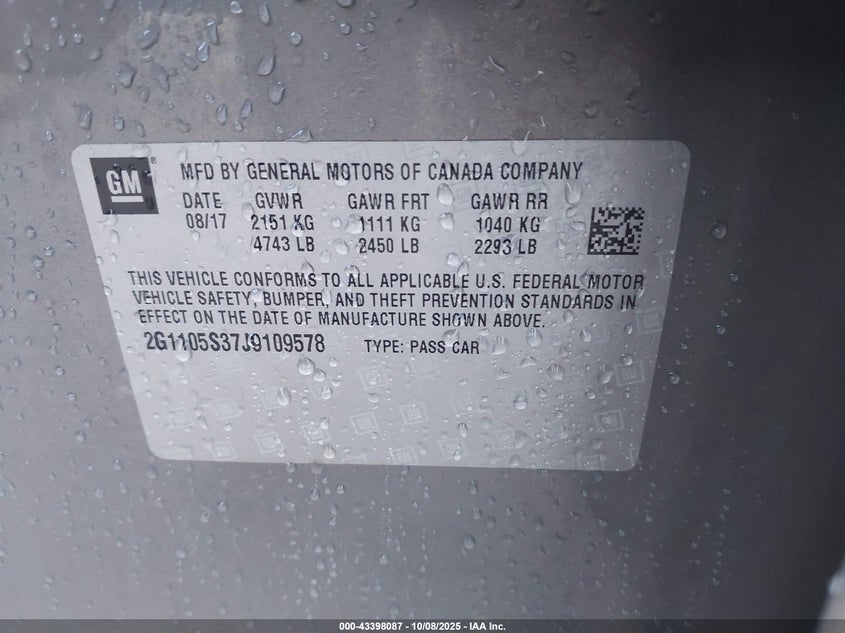 GM
MFD BY GENERAL MOTORS OF CANADA COMPANY
DATE GVWR GAWR FRT GAWR RR
08/17 2151 KG 1111 KG 1040 KG
4743 LB 2450 LB 2293 LB
THIS VEHICLE CONFORMS TO ALL APPLICABLE U.S. FEDERAL MOTOR
VEHICLE SAFETY, BUMPER, AND THEFT PREVENTION STANDARDS IN
EFFECT ON THE DATE OF MANUFACTURE SHOWN ABOVE.
2G1105S37J9109578 TYPE: PASS CAR
000-43398087 - 10/08/2025 - IAA Inc.